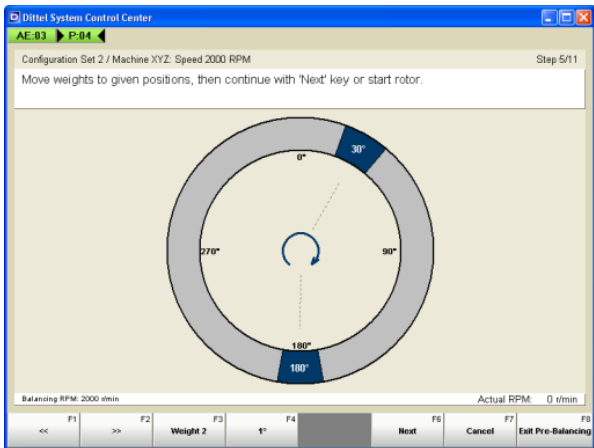 Dittel System Control Center
AE:03 P:04
Configuration Set 2 / Machine XYZ: Speed 2000 RPM Step 5/11
Move weights to given positions, then continue with 'Next' key or start rotor.
30°
0°
270° 90°
180°
180°
Balancing RPM: 2000 r/min Actual RPM: 0 r/min
F1 F2 F3 F4 F6 F7 F8
<< >> Weight 2 1° Next Cancel Exit Pre-Balancing